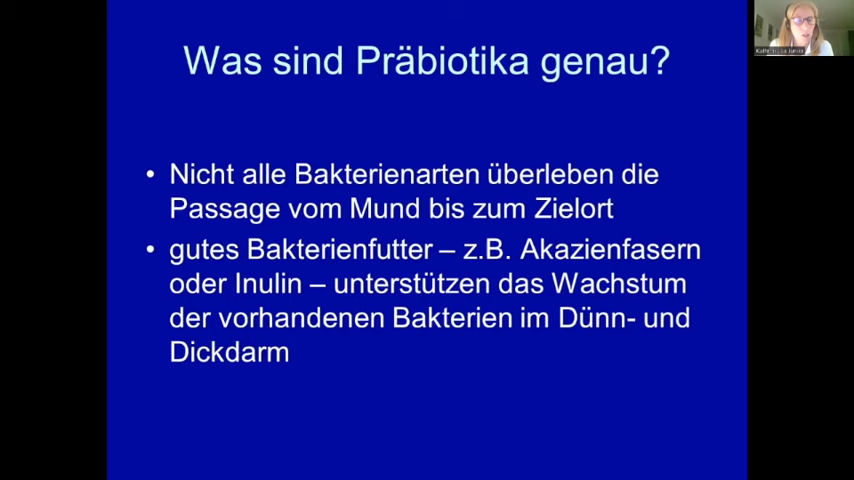 Was sind Präbiotika genau?
• Nicht alle Bakterienarten überleben die
Passage vom Mund bis zum Zielort
• gutes Bakterienfutter – z.B. Akazienfasern
oder Inulin – unterstützen das Wachstum
der vorhandenen Bakterien im Dünn- und
Dickdarm